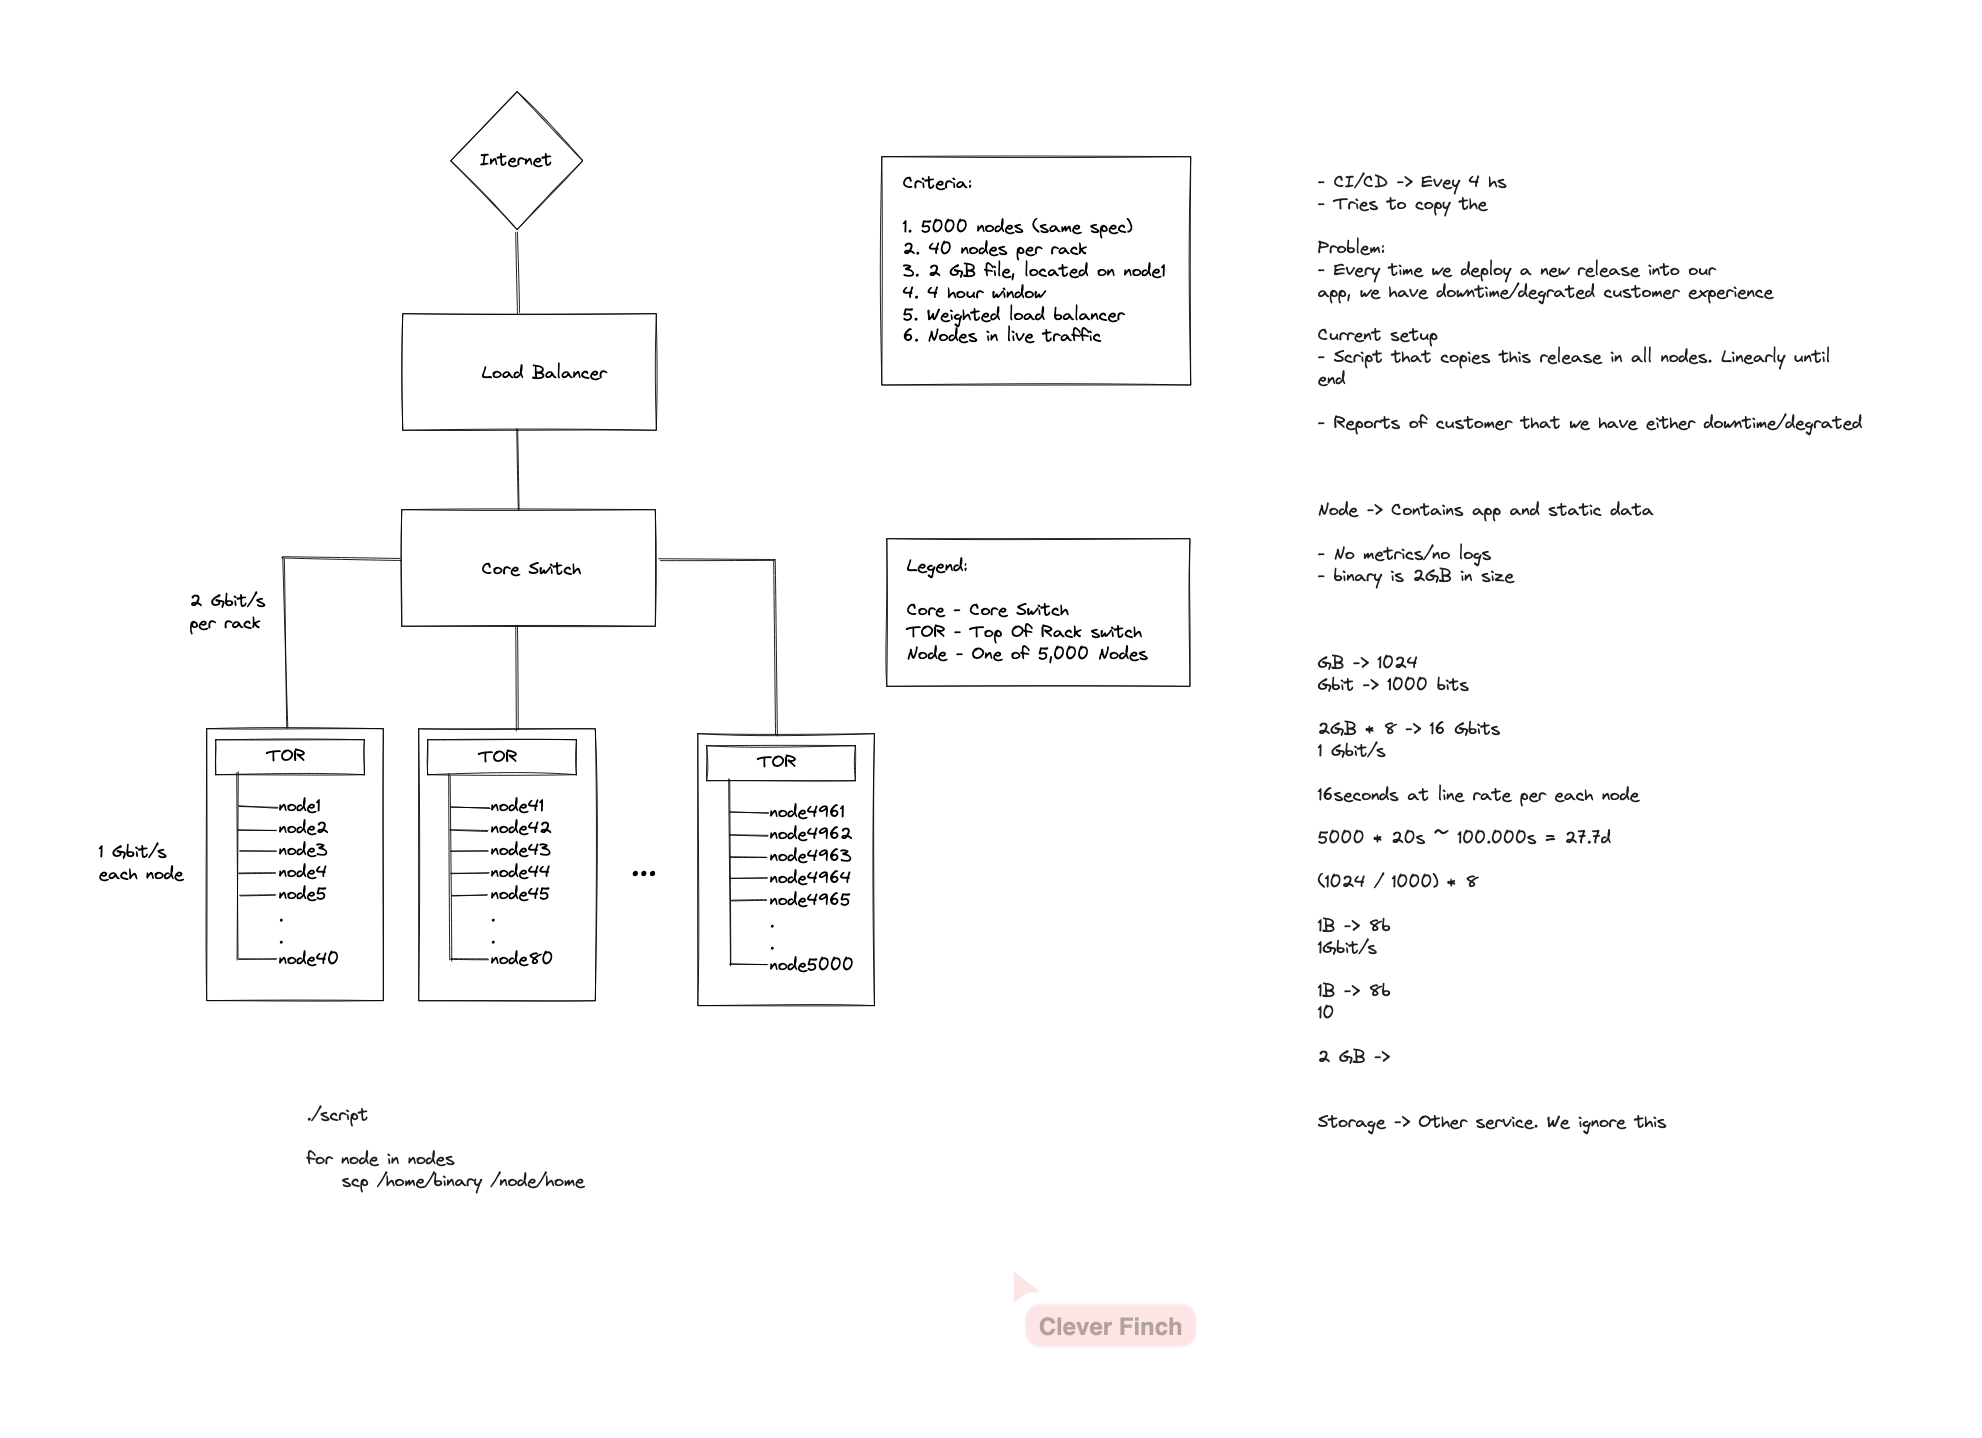 Internet
Load Balancer
Core Switch
2 Gbit/s
per rack
TOR
node1
node2
node3
node4
node5
.
.
node40
TOR
node41
node42
node43
node44
node45
.
.
node80
...
TOR
node4961
node4962
node4963
node4964
node4965
.
.
node5000
1 Gbit/s
each node
./script
for node in nodes
scp /home/binary /node/home
Criteria:
1. 5000 nodes (same spec)
2. 40 nodes per rack
3. 2 GB file, located on node1
4. 4 hour window
5. Weighted load balancer
6. Nodes in live traffic
Legend:
Core - Core Switch
TOR - Top Of Rack switch
Node - One of 5,000 Nodes
- CI/CD -> Evey 4 hs
- Tries to copy the
Problem:
- Every time we deploy a new release into our
app, we have downtime/degrated customer experience
Current setup
- Script that copies this release in all nodes. Linearly until
end
- Reports of customer that we have either downtime/degrated
Node -> Contains app and static data
- No metrics/no logs
- binary is 2GB in size
GB -> 1024
Gbit -> 1000 bits
2GB * 8 -> 16 Gbits
1 Gbit/s
16seconds at line rate per each node
5000 * 20s ~ 100.000s = 27.7d
(1024 / 1000) * 8
1B -> 8b
1Gbit/s
1B -> 8b
10
2 GB ->
Storage -> Other service. We ignore this
Clever Finch